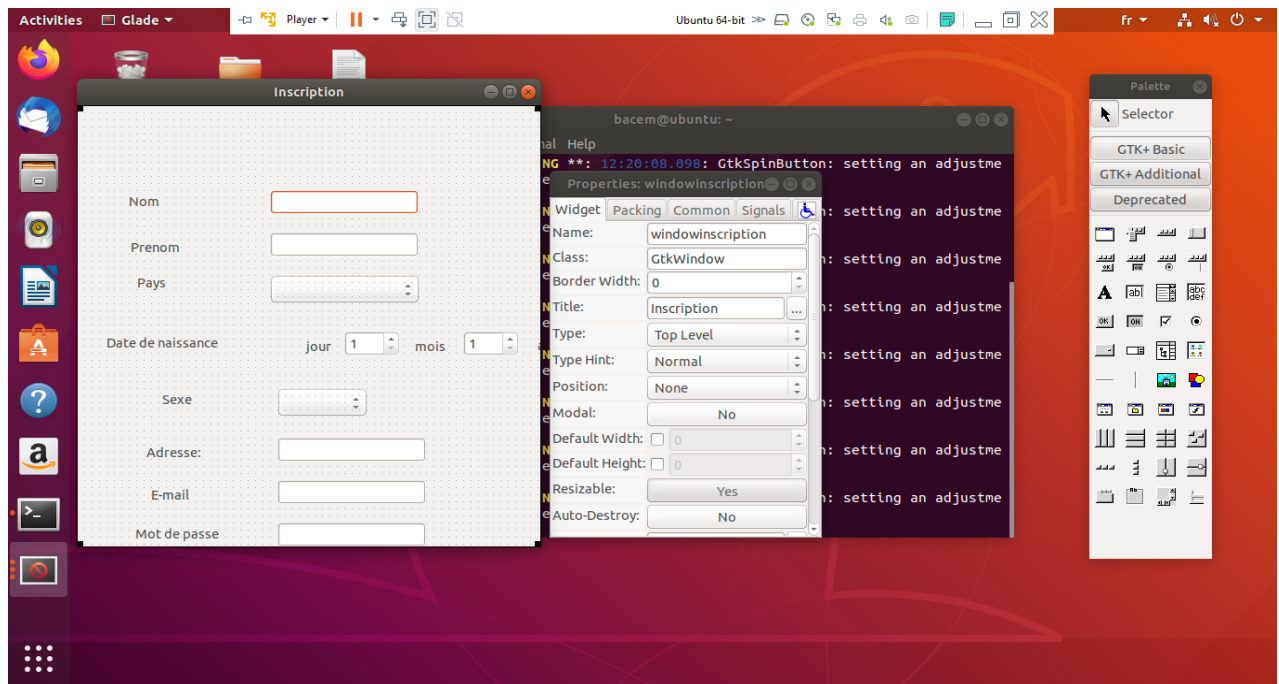 Activities Glade Player Ubuntu 64-bit fr
Inscription
Nom
Prenom
Pays
Date de naissance jour 1 mois 1
Sexe
Adresse:
E-mail
Mot de passe
bacem@ubuntu: ~
Help
NG **: 12:20:08.098: GtkSpinButton: setting an adjustme
: setting an adjustme
: setting an adjustme
: setting an adjustme
: setting an adjustme
: setting an adjustme
: setting an adjustme
: setting an adjustme
Properties: windowinscription
Widget Packing Common Signals
Name: windowinscription
Class: GtkWindow
Border Width: 0
Title: Inscription ...
Type: Top Level
Type Hint: Normal
Position: None
Modal: No
Default Width: 0
Default Height: 0
Resizable: Yes
Auto-Destroy: No
Palette
Selector
GTK+ Basic
GTK+ Additional
Deprecated